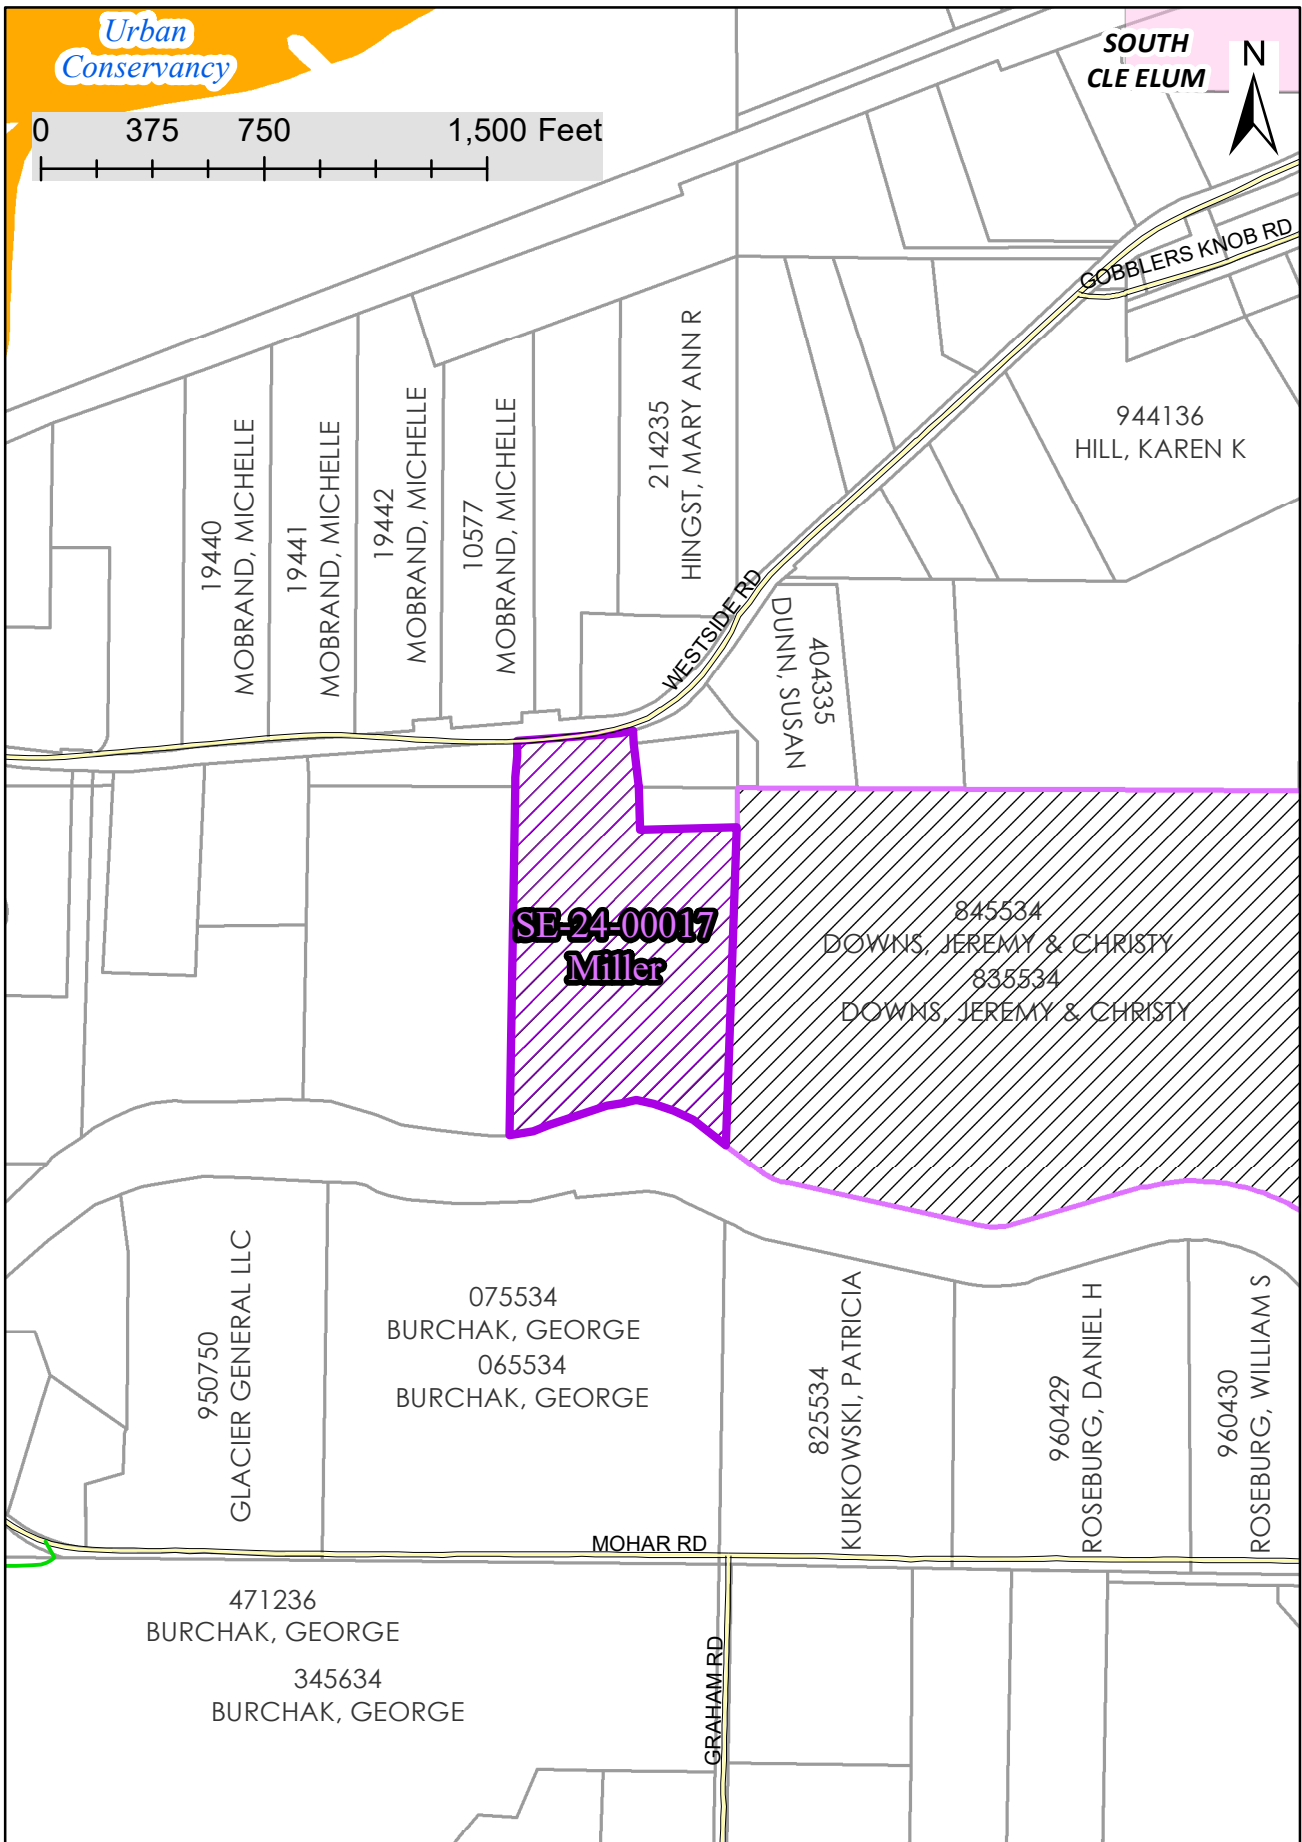 Urban
Conservancy
SOUTH
CLE ELUM
N
0 375 750 1,500 Feet
GOBBLERS KNOB RD
944136
HILL, KAREN K
19440
MOBRAND, MICHELLE
19441
MOBRAND, MICHELLE
19442
MOBRAND, MICHELLE
10577
MOBRAND, MICHELLE
214235
HINGST, MARY ANN R
WESTSIDE RD
404335
DUNN, SUSAN
SE-24-00017
Miller
845534
DOWNS, JEREMY & CHRISTY
835534
DOWNS, JEREMY & CHRISTY
950750
GLACIER GENERAL LLC
075534
BURCHAK, GEORGE
065534
BURCHAK, GEORGE
825534
KURKOWSKI, PATRICIA
960429
ROSEBURG, DANIEL H
960430
ROSEBURG, WILLIAM S
MOHAR RD
471236
BURCHAK, GEORGE
345634
BURCHAK, GEORGE
GRAHAM RD